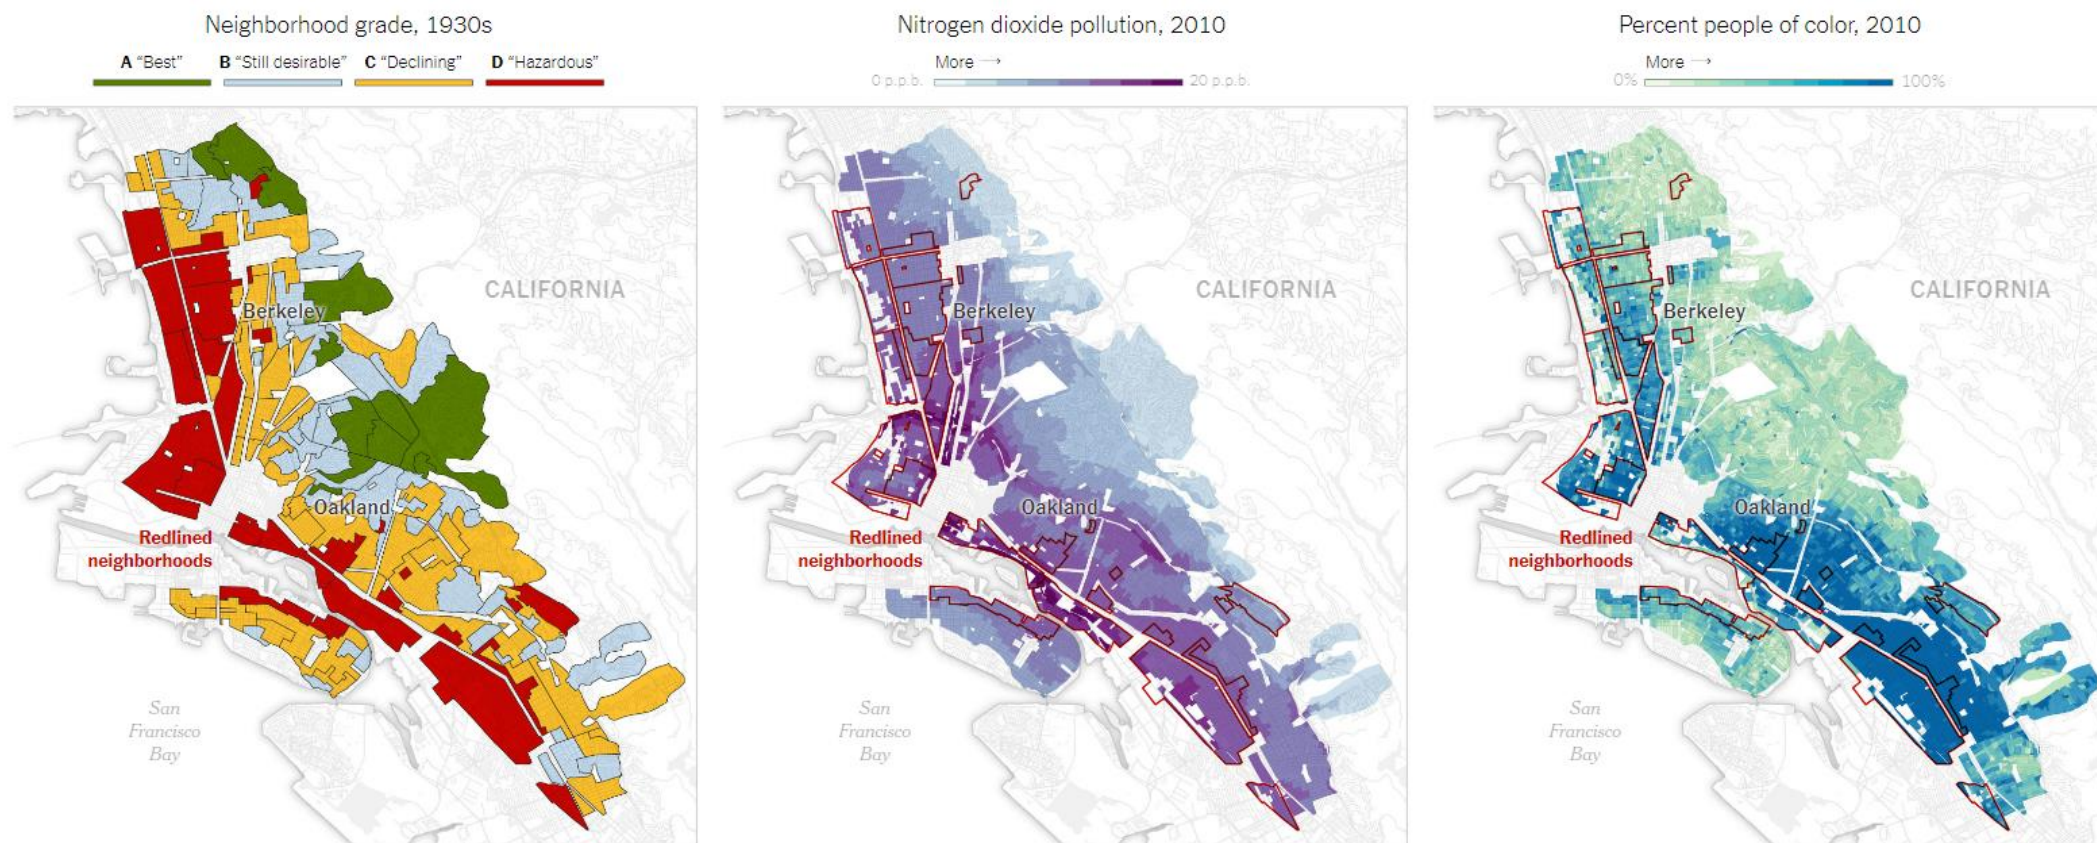 Neighborhood grade, 1930s
A "Best" B "Still desirable" C "Declining" D "Hazardous"
CALIFORNIA
Berkeley
Oakland
Redlined
neighborhoods
San
Francisco
Bay
Nitrogen dioxide pollution, 2010
More →
0 p.p.b. 20 p.p.b.
CALIFORNIA
Berkeley
Oakland
Redlined
neighborhoods
San
Francisco
Bay
Percent people of color, 2010
More →
0% 100%
CALIFORNIA
Berkeley
Oakland
Redlined
neighborhoods
San
Francisco
Bay